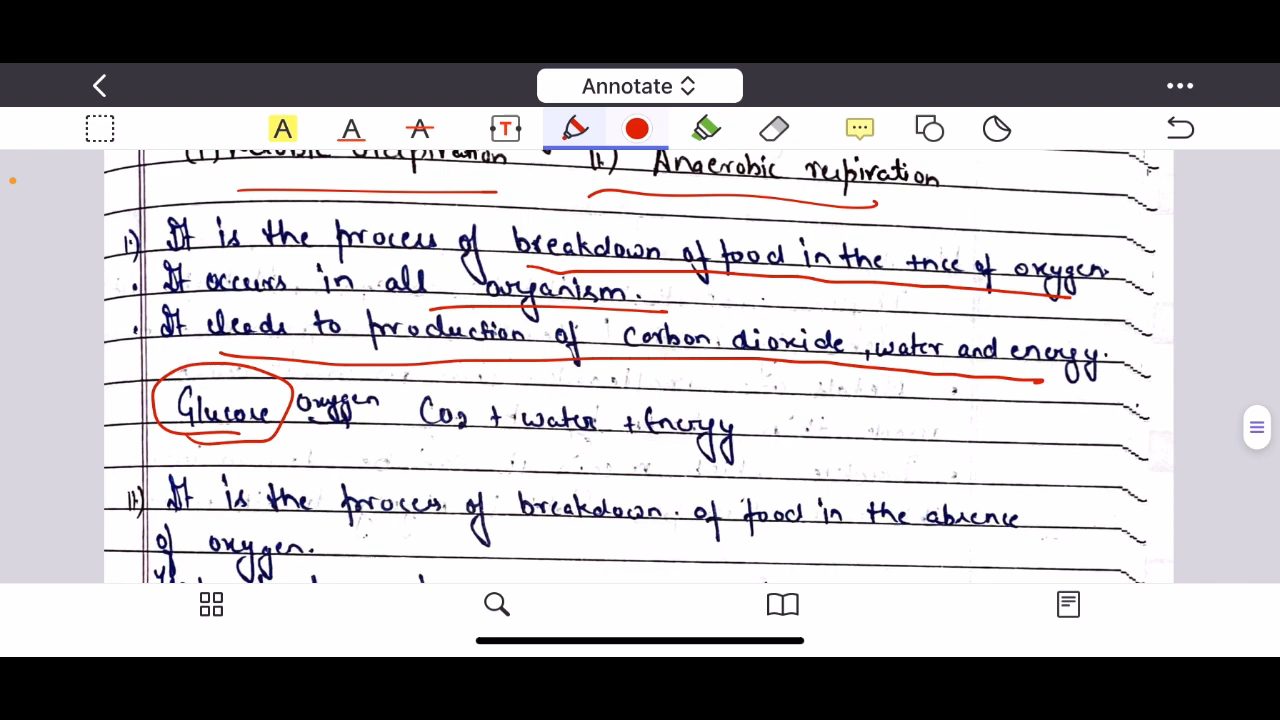 Annotate
respiration II) Anaerobic respiration
I.) It is the process of breakdown of food in the +nce of oxygen.
. It occurs in all organism.
. It leads to production of carbon dioxide, water and energy.
Glucose oxygen CO2 + water + Energy
II) It is the process of breakdown of food in the absence
of oxygen.